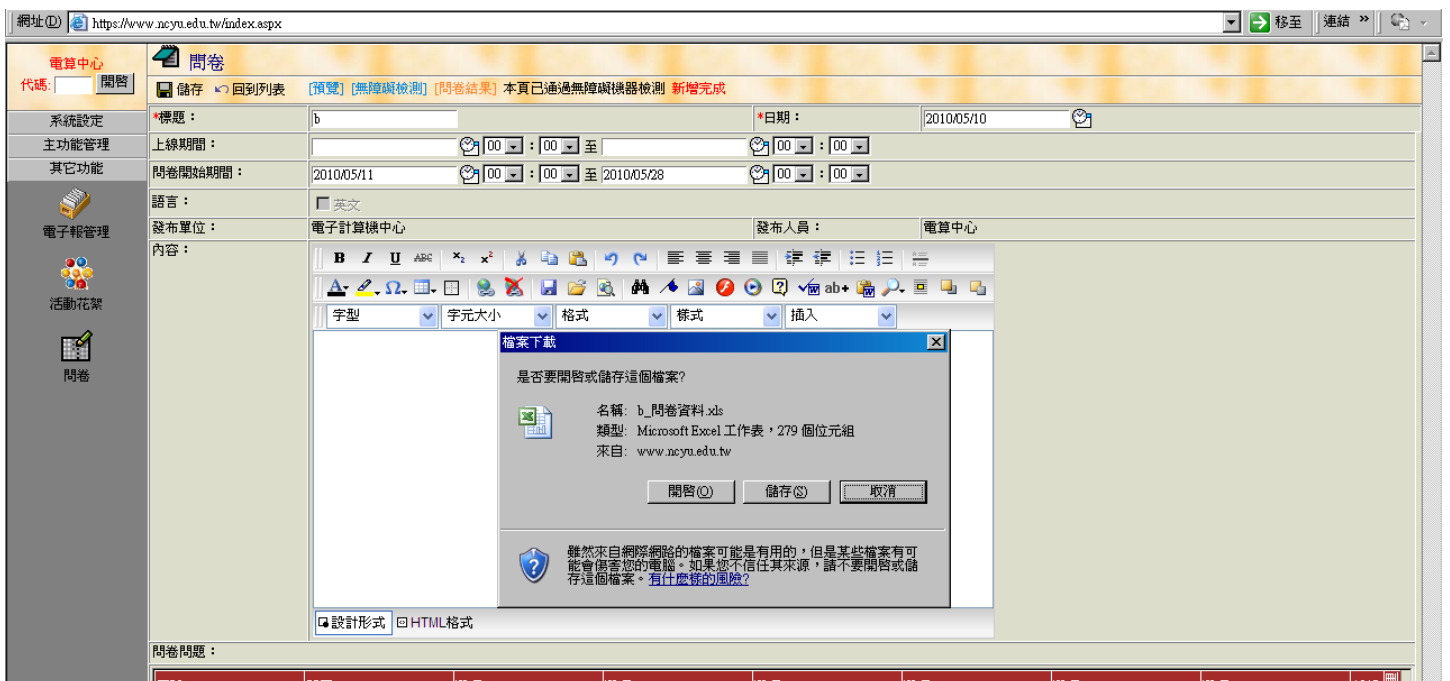 網址(D) https://www.ncyu.edu.tw/index.aspx 移至 連結 »
電算中心
代碼: 開啓
問卷
儲存 回到列表 [預覽] [無障礙檢測] [問卷結果] 本頁已通過無障礙機器檢測 新增完成
系統設定
主功能管理
其它功能
電子報管理
活動花絮
問卷
*標題： b *日期： 2010/05/10
上線期間： 00 : 00 至 00 : 00
問卷開始期間： 2010/05/11 00 : 00 至 2010/05/28 00 : 00
語言： 英文
發布單位： 電子計算機中心 發布人員： 電算中心
內容：
B I U ABC ×₂ ×²
A Ω ab+
字型 字元大小 格式 樣式 插入
檔案下載
是否要開啓或儲存這個檔案?
名稱: b_問卷資料.xls
類型: Microsoft Excel 工作表，279 個位元組
來自: www.ncyu.edu.tw
開啓(O) 儲存(S) 取消
雖然來自網際網路的檔案可能是有用的，但是某些檔案有可
能會傷害您的電腦。如果您不信任其來源，請不要開啓或儲
存這個檔案。有什麼樣的風險?
設計形式 HTML格式
問卷問題：